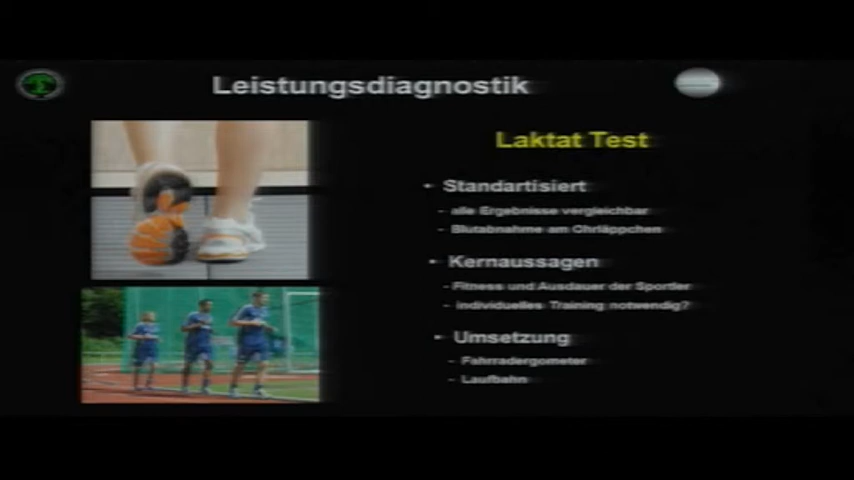 Leistungsdiagnostik
Laktat Test
• Standartisiert
- alle Ergebnisse vergleichbar
- Blutabnahme am Ohrläppchen
• Kernaussagen
- Fitness und Ausdauer der Sportler
- individuelles Training notwendig?
• Umsetzung
- Fahrradergometer
- Laufbahn